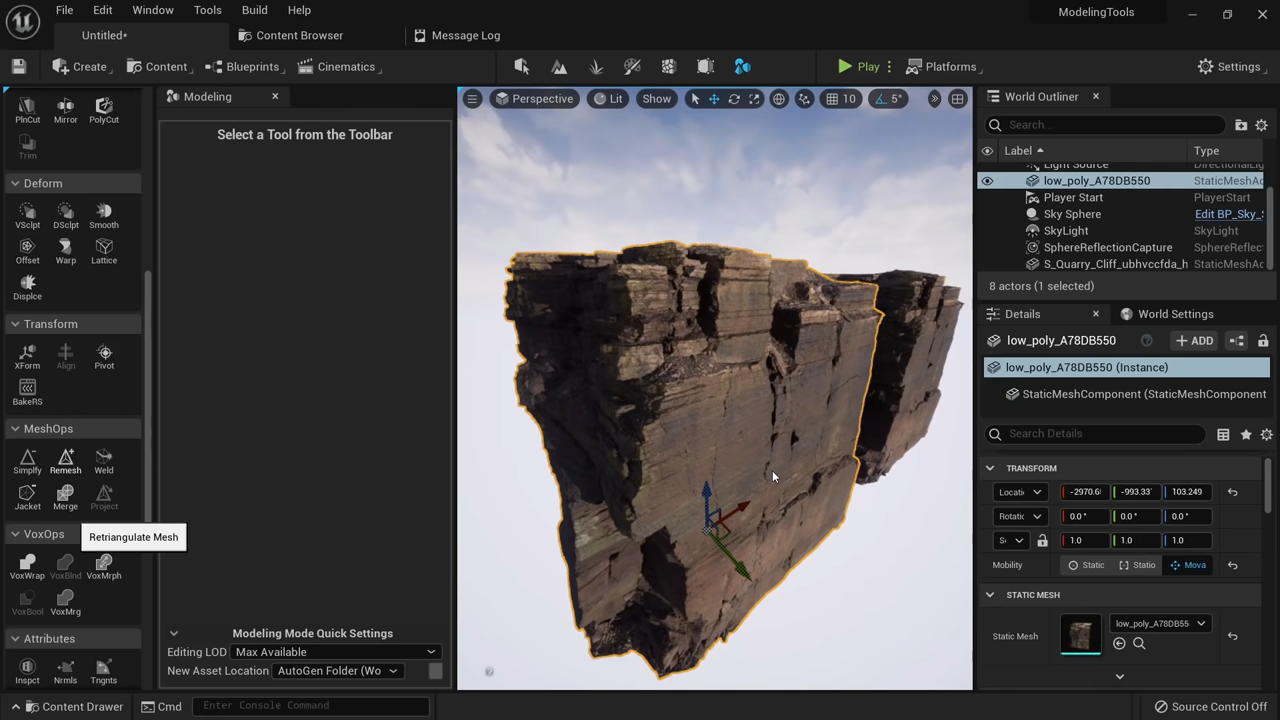 File Edit Window Tools Build Help
ModelingTools
Untitled*
Content Browser
Message Log
Create
Content
Blueprints
Cinematics
Play
Platforms
Settings
PlnCut Mirror PolyCut
Trim
Deform
VSclpt DSclpt Smooth
Offset Warp Lattice
Displce
Transform
XForm Align Pivot
BakeRS
MeshOps
Simplfy Remesh Weld
Jacket Merge Project
VoxOps
Retriangulate Mesh
VoxWrap VoxBlnd VoxMrph
VoxBool VoxMrg
Attributes
Inspct Nrmls Tngnts
Modeling
Select a Tool from the Toolbar
Modeling Mode Quick Settings
Editing LOD Max Available
New Asset Location AutoGen Folder (Wo
Perspective Lit Show 10 5°
World Outliner
Search...
Label Type
Light Source DirectionalLig
low_poly_A78DB550 StaticMeshAc
Player Start PlayerStart
Sky Sphere Edit BP_Sky_S
SkyLight SkyLight
SphereReflectionCapture SphereReflec
S_Quarry_Cliff_ubhvccfda_h StaticMeshAc
8 actors (1 selected)
Details
World Settings
low_poly_A78DB550
ADD
low_poly_A78DB550 (Instance)
StaticMeshComponent (StaticMeshComponent
Search Details
TRANSFORM
Locati -2970.6 -993.33 103.249
Rotatic 0.0° 0.0° 0.0°
1.0 1.0 1.0
Mobility Static Statio Mova
STATIC MESH
Static Mesh low_poly_A78DB55
Content Drawer
Cmd
Enter Console Command
Source Control Off